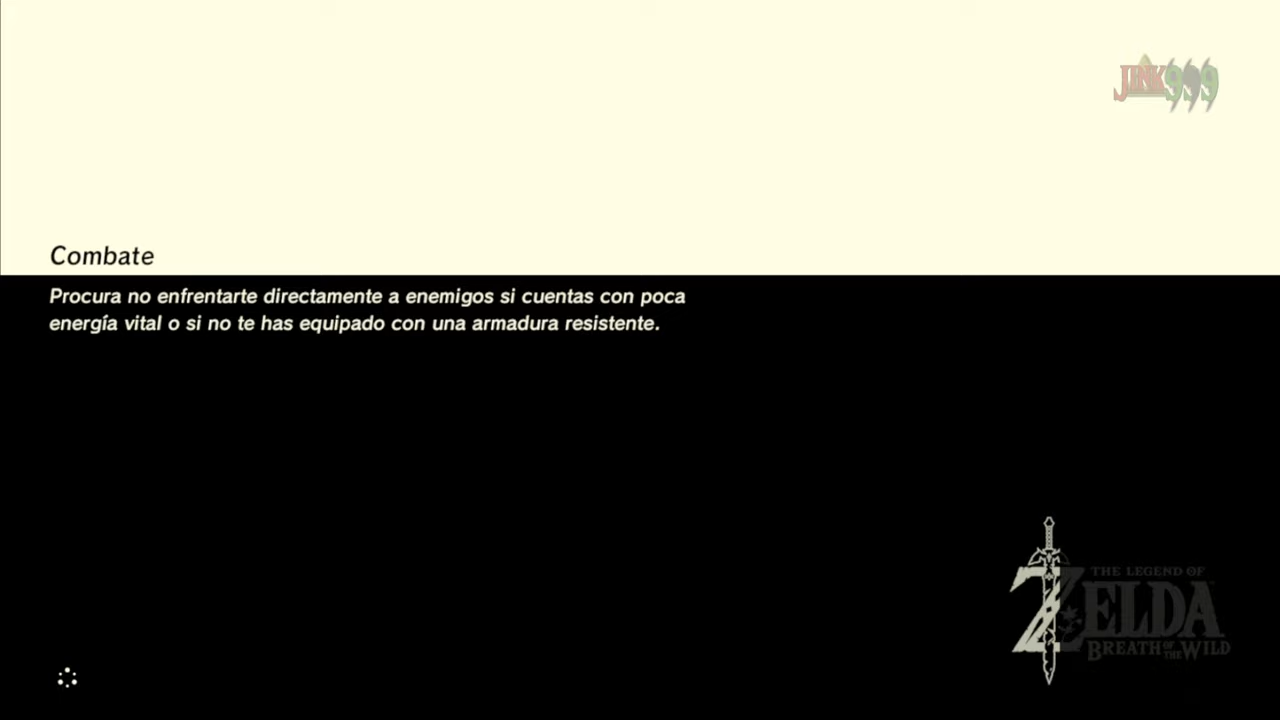 JINK999
Combate
Procura no enfrentarte directamente a enemigos si cuentas con poca
energía vital o si no te has equipado con una armadura resistente.
THE LEGEND OF
ZELDA
BREATH OF THE WILD